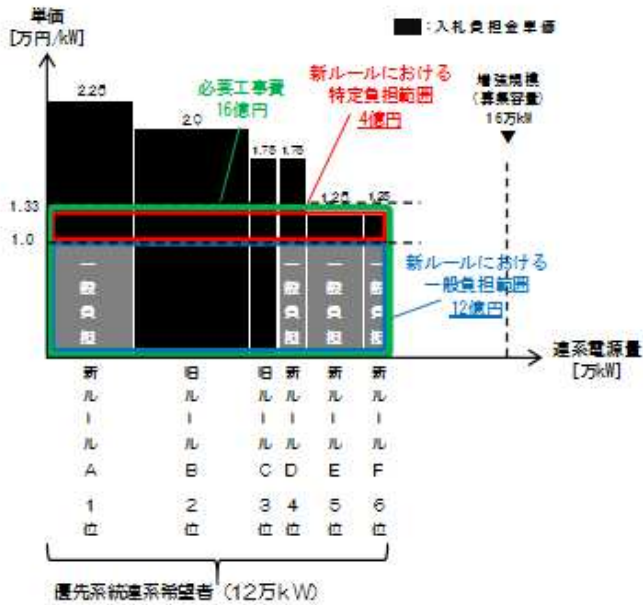 単価
[万円/kW]
■：入札負担金単価
2.25
2.0
1.75
1.75
1.25
1.25
必要工事費
16億円
新ルールにおける
特定負担範囲
4億円
増強規模
(募集容量)
16万kW
1.33
1.0
一般負担
一般負担
一般負担
一般負担
新ルールにおける
一般負担範囲
12億円
連系電源量
[万kW]
新ルールA 1位
旧ルールB 2位
旧ルールC 3位
新ルールD 4位
新ルールE 5位
新ルールF 6位
優先系統連系希望者（12万kW）